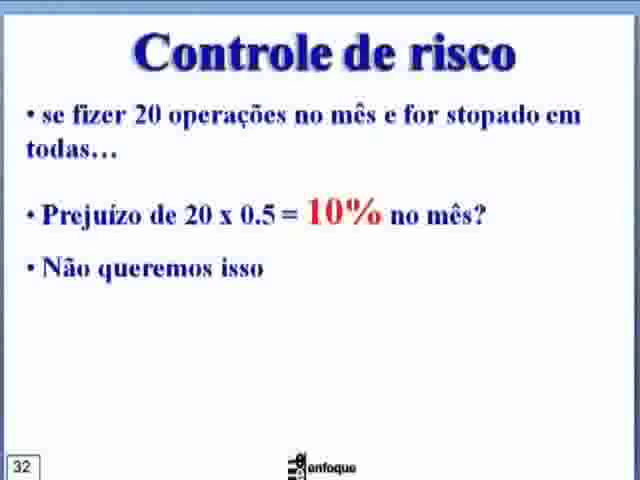 Controle de risco
• se fizer 20 operações no mês e for stopado em
todas…
• Prejuízo de 20 x 0.5 = 10% no mês?
• Não queremos isso
32
enfoque